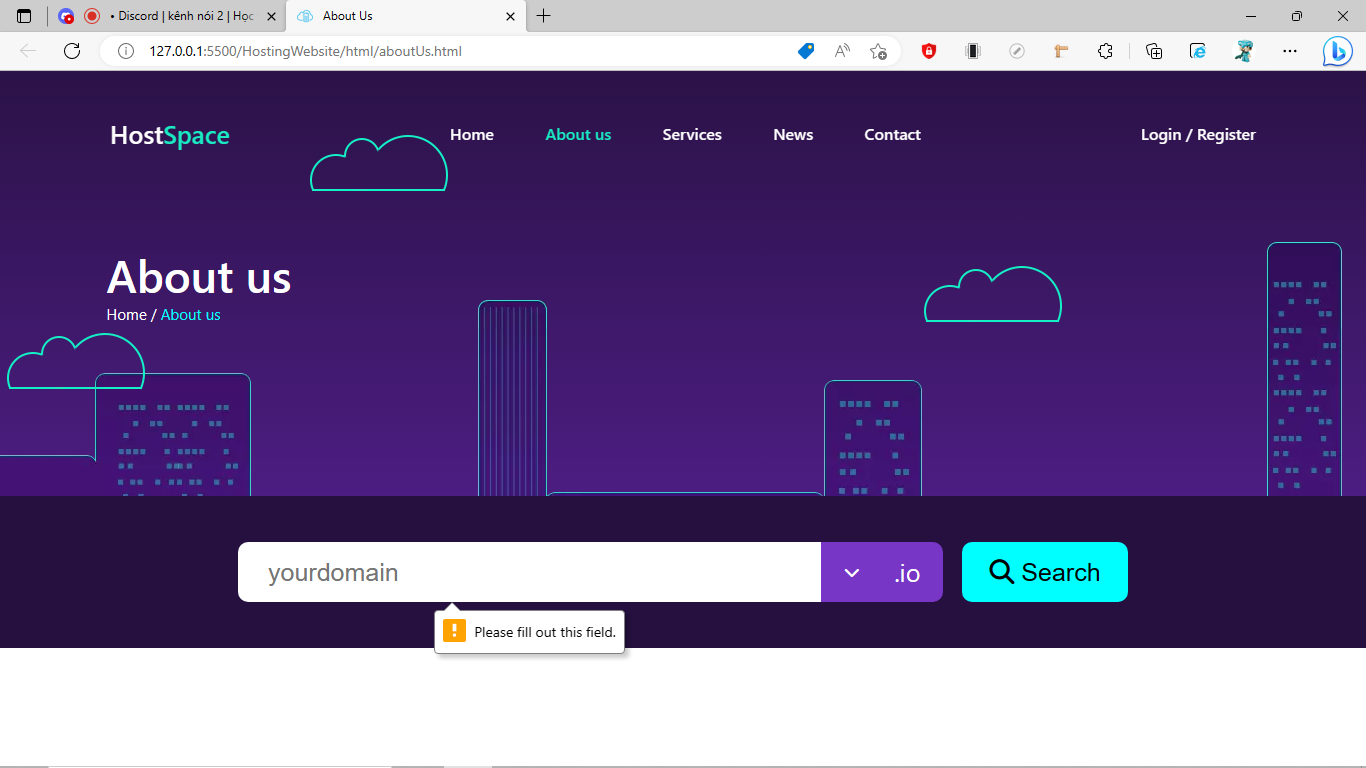 • Discord | kênh nói 2 | Học
About Us
127.0.0.1:5500/HostingWebsite/html/aboutUs.html
HostSpace
Home About us Services News Contact
Login / Register
About us
Home / About us
yourdomain
.io
Search
Please fill out this field.